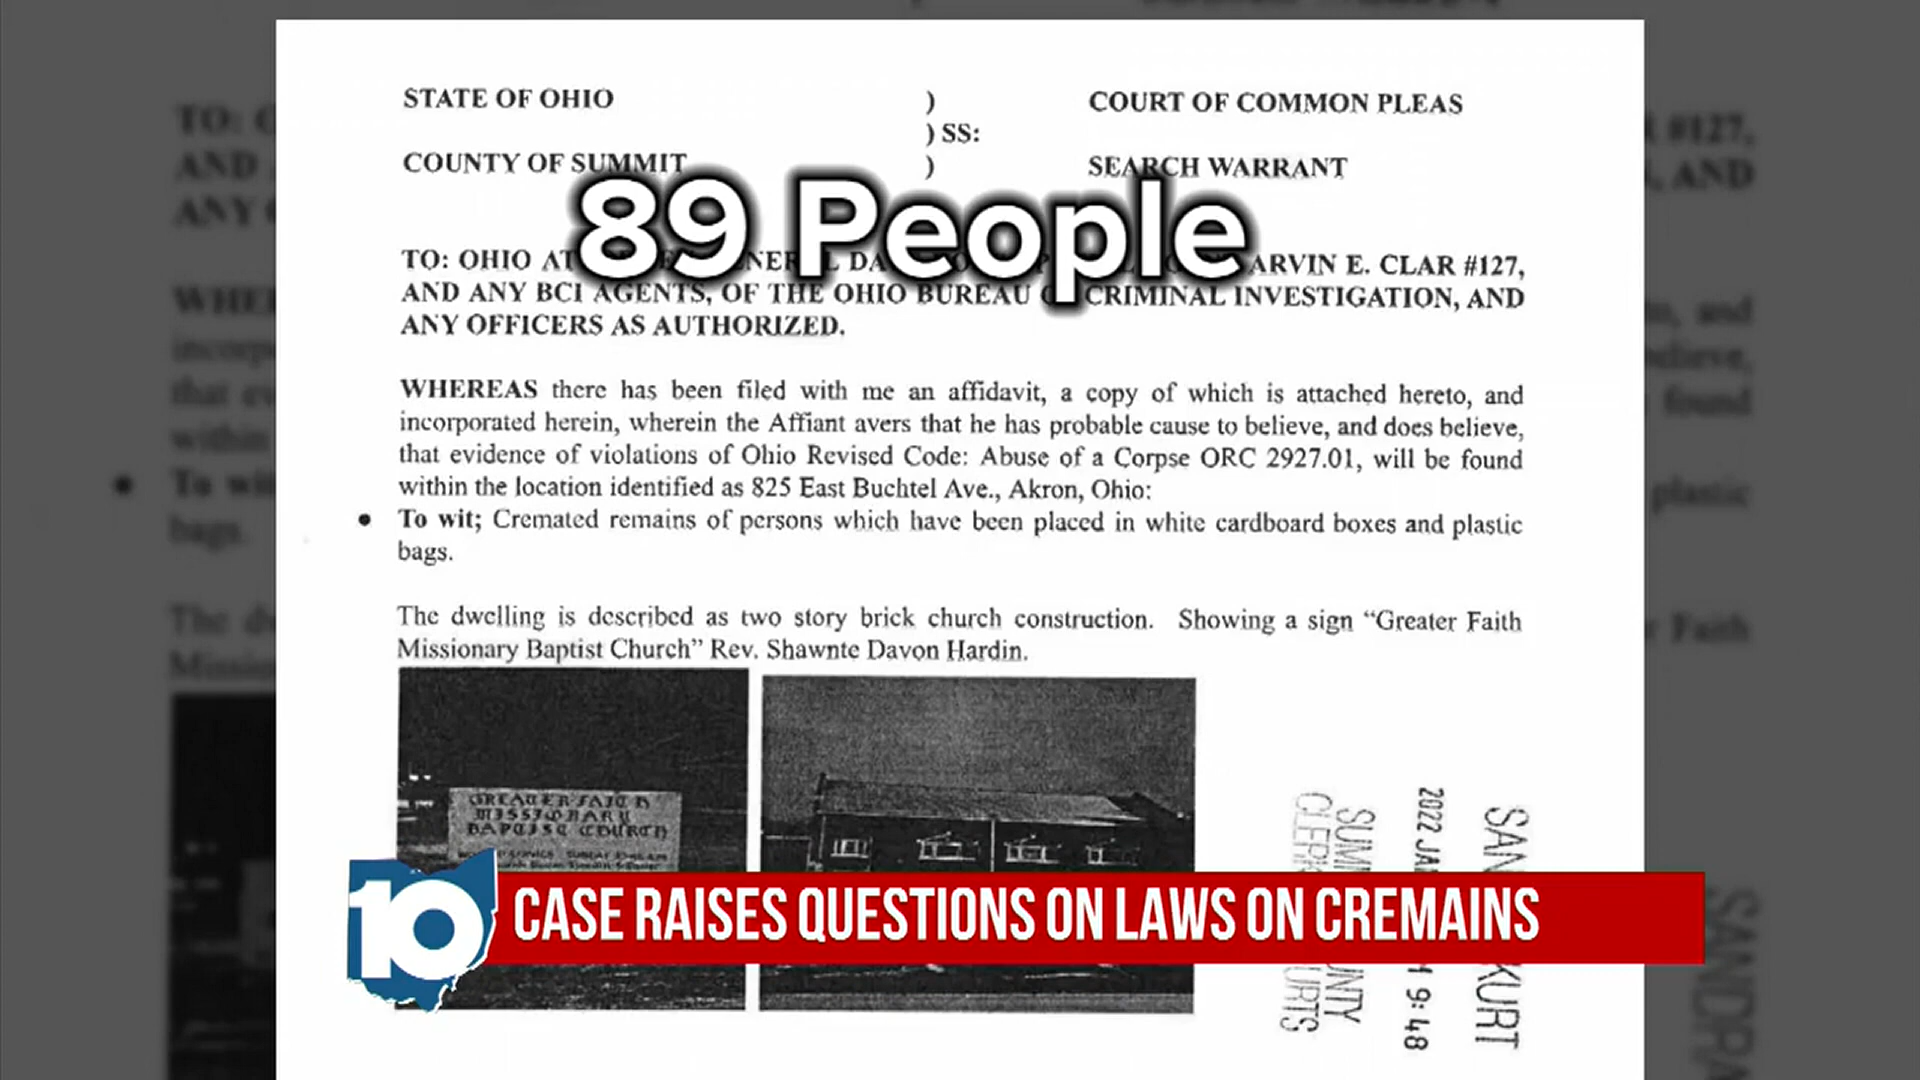 STATE OF OHIO ) COURT OF COMMON PLEAS
) SS:
COUNTY OF SUMMIT ) SEARCH WARRANT
89 People
TO: OHIO CLAR #127,
AND ANY BCI AGENTS, OF THE OHIO BUREAU CRIMINAL INVESTIGATION, AND
ANY OFFICERS AS AUTHORIZED.
WHEREAS there has been filed with me an affidavit, a copy of which is attached hereto, and
incorporated herein, wherein the Affiant avers that he has probable cause to believe, and does believe,
that evidence of violations of Ohio Revised Code: Abuse of a Corpse ORC 2927.01, will be found
within the location identified as 825 East Buchtel Ave., Akron, Ohio:
• To wit; Cremated remains of persons which have been placed in white cardboard boxes and plastic
bags.
The dwelling is described as two story brick church construction. Showing a sign “Greater Faith
Missionary Baptist Church” Rev. Shawnte Davon Hardin.
GREATER FAITH
MISSIONARY
BAPTIST CHURCH
10
CASE RAISES QUESTIONS ON LAWS ON CREMAINS
2022 9:48